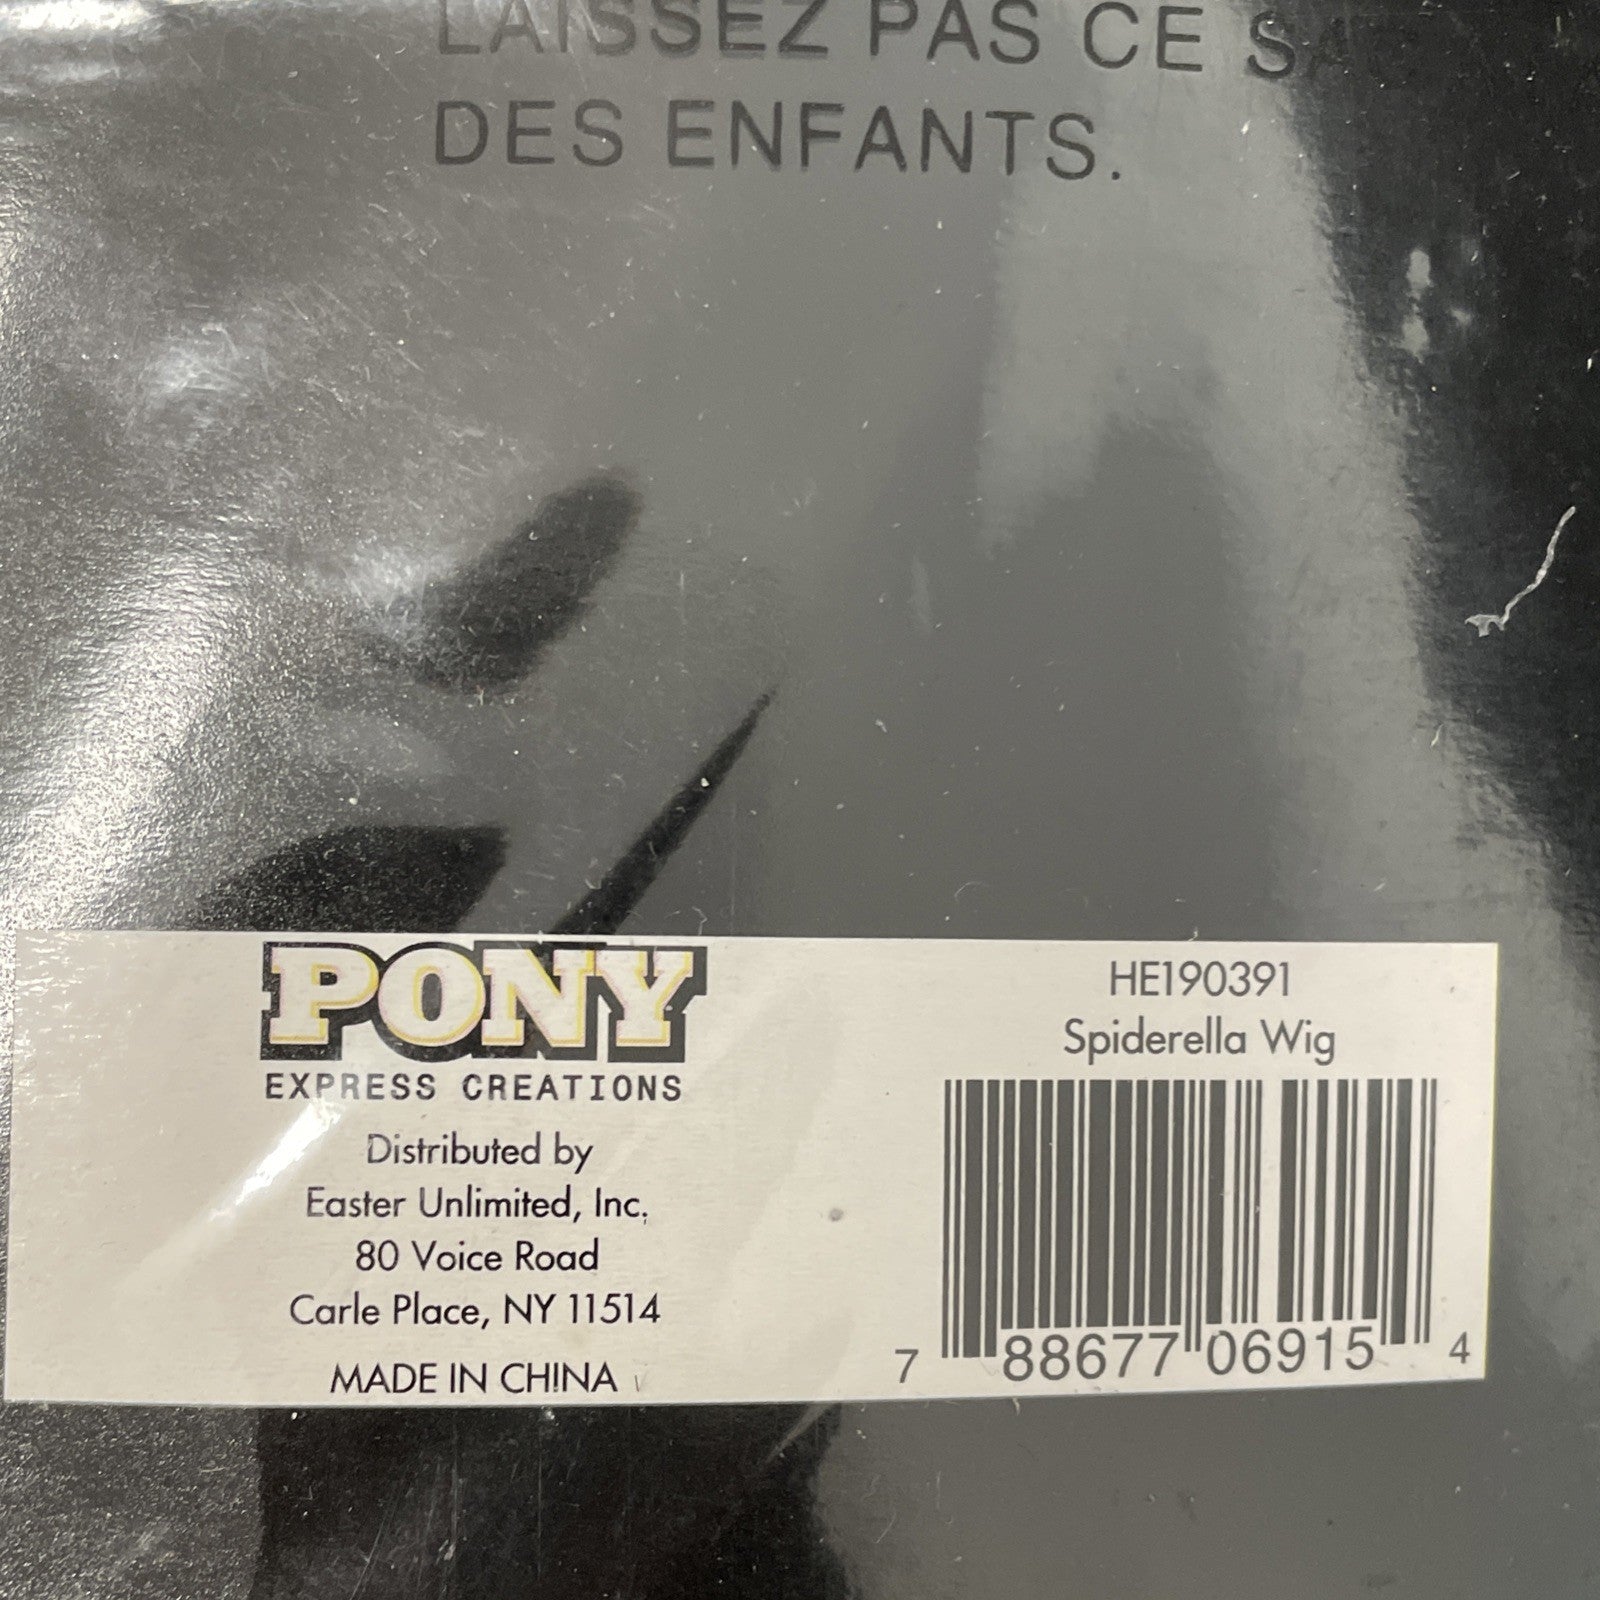 LAISSEZ PAS CE SAC
DES ENFANTS.
PONY
EXPRESS CREATIONS
Distributed by
Easter Unlimited, Inc.
80 Voice Road
Carle Place, NY 11514
MADE IN CHINA
HE190391
Spiderella Wig
7 88677 06915 4